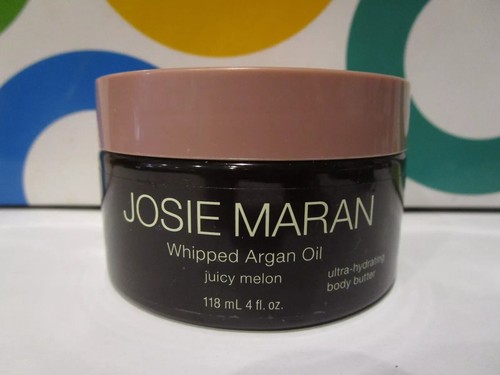 JOSIE MARAN
Whipped Argan Oil
juicy melon
ultra-hydrating
body butter
118 mL 4 fl. oz.